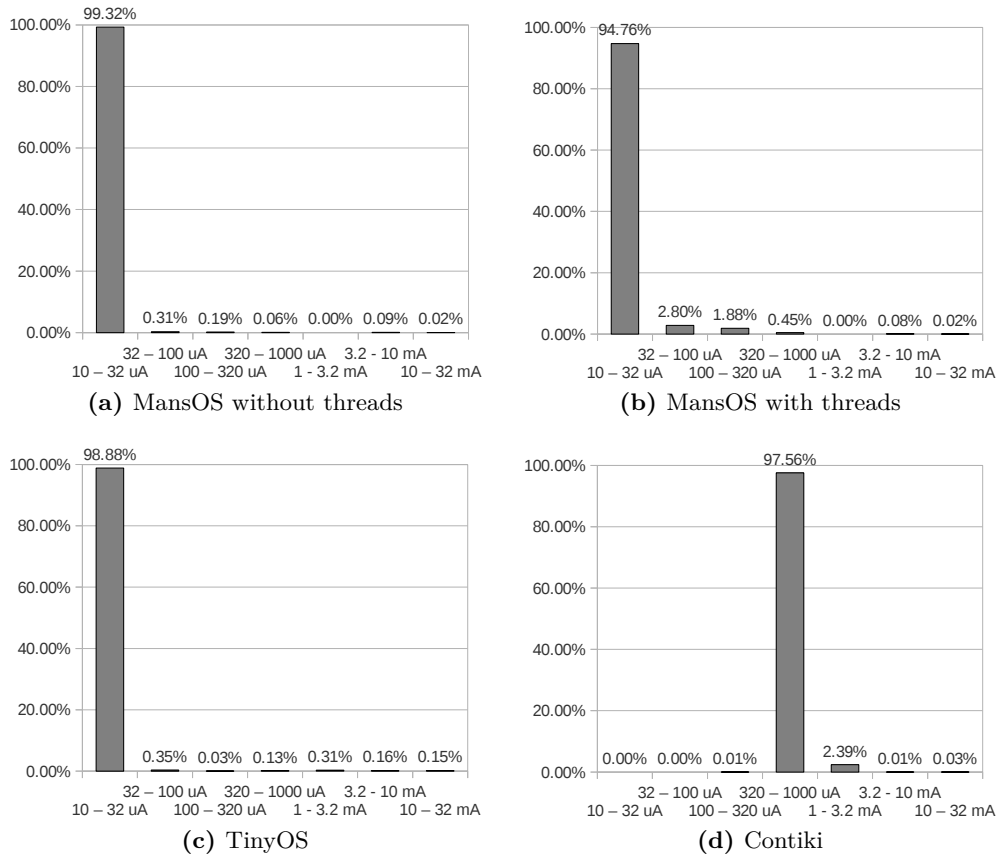 99.32%
100.00%
80.00%
60.00%
40.00%
20.00%
0.00%
0.31% 0.19% 0.06% 0.00% 0.09% 0.02%
32 – 100 uA 320 – 1000 uA 3.2 - 10 mA
10 – 32 uA 100 – 320 uA 1 - 3.2 mA 10 – 32 mA
(a) MansOS without threads
94.76%
100.00%
80.00%
60.00%
40.00%
20.00%
0.00%
2.80% 1.88% 0.45% 0.00% 0.08% 0.02%
32 – 100 uA 320 – 1000 uA 3.2 - 10 mA
10 – 32 uA 100 – 320 uA 1 - 3.2 mA 10 – 32 mA
(b) MansOS with threads
98.88%
100.00%
80.00%
60.00%
40.00%
20.00%
0.00%
0.35% 0.03% 0.13% 0.31% 0.16% 0.15%
32 – 100 uA 320 – 1000 uA 3.2 - 10 mA
10 – 32 uA 100 – 320 uA 1 - 3.2 mA 10 – 32 mA
(c) TinyOS
97.56%
100.00%
80.00%
60.00%
40.00%
20.00%
0.00%
0.00% 0.00% 0.01% 2.39% 0.01% 0.03%
32 – 100 uA 320 – 1000 uA 3.2 - 10 mA
10 – 32 uA 100 – 320 uA 1 - 3.2 mA 10 – 32 mA
(d) Contiki